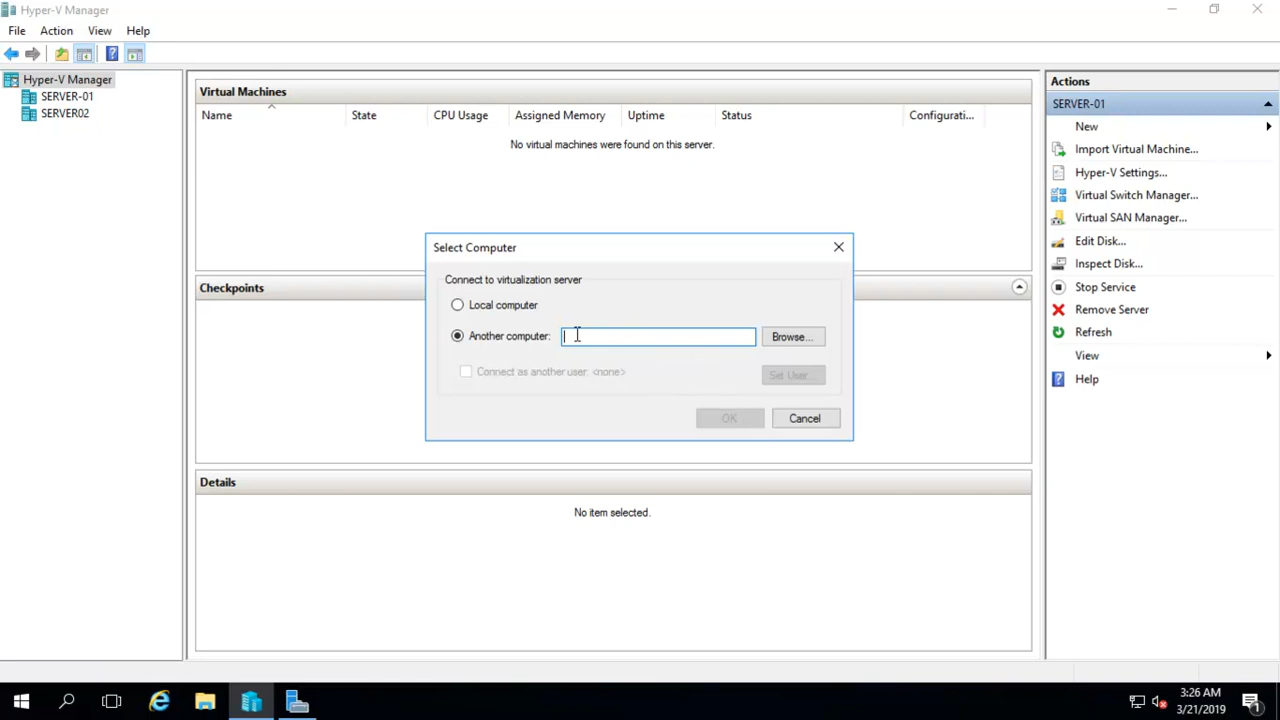 Hyper-V Manager
File Action View Help
Hyper-V Manager
SERVER-01
SERVER02
Virtual Machines
Name State CPU Usage Assigned Memory Uptime Status Configurati...
No virtual machines were found on this server.
Select Computer
Connect to virtualization server
Local computer
Another computer: Browse...
Connect as another user: <none> Set User...
OK Cancel
Checkpoints
Details
No item selected.
Actions
SERVER-01
New
Import Virtual Machine...
Hyper-V Settings...
Virtual Switch Manager...
Virtual SAN Manager...
Edit Disk...
Inspect Disk...
Stop Service
Remove Server
Refresh
View
Help
3:26 AM
3/21/2019
1